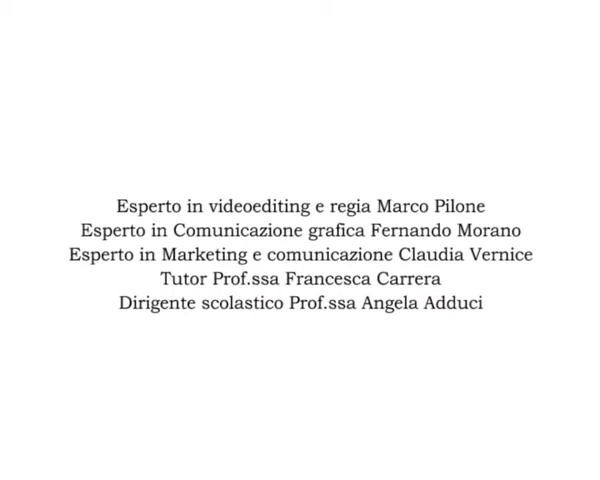 Esperto in videoediting e regia Marco Pilone
Esperto in Comunicazione grafica Fernando Morano
Esperto in Marketing e comunicazione Claudia Vernice
Tutor Prof.ssa Francesca Carrera
Dirigente scolastico Prof.ssa Angela Adduci